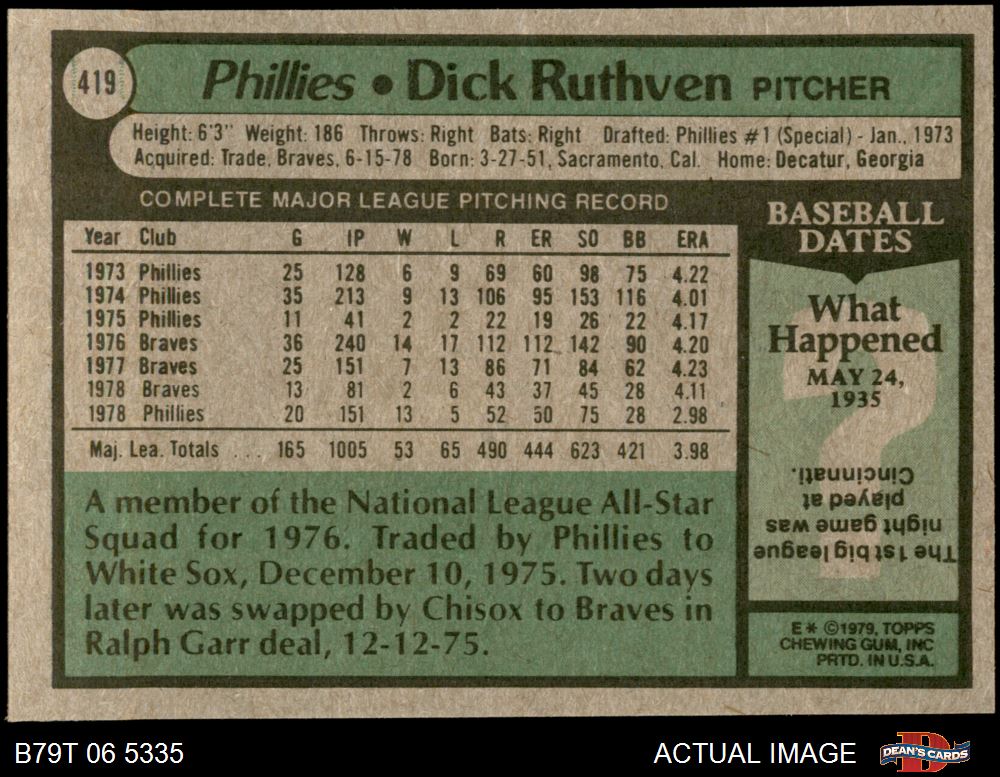 419
Phillies • Dick Ruthven PITCHER
Height: 6'3" Weight: 186 Throws: Right Bats: Right Drafted: Phillies #1 (Special) - Jan., 1973
Acquired: Trade, Braves, 6-15-78 Born: 3-27-51, Sacramento, Cal. Home: Decatur, Georgia
COMPLETE MAJOR LEAGUE PITCHING RECORD
Year Club G IP W L R ER SO BB ERA
1973 Phillies 25 128 6 9 69 60 98 75 4.22
1974 Phillies 35 213 9 13 106 95 153 116 4.01
1975 Phillies 11 41 2 2 22 19 26 22 4.17
1976 Braves 36 240 14 17 112 112 142 90 4.20
1977 Braves 25 151 7 13 86 71 84 62 4.23
1978 Braves 13 81 2 6 43 37 45 28 4.11
1978 Phillies 20 151 13 5 52 50 75 28 2.98
Maj. Lea. Totals ... 165 1005 53 65 490 444 623 421 3.98
A member of the National League All-Star
Squad for 1976. Traded by Phillies to
White Sox, December 10, 1975. Two days
later was swapped by Chisox to Braves in
Ralph Garr deal, 12-12-75.
BASEBALL
DATES
What
Happened
MAY 24,
1935
?
The 1st big league
night game was
played at
Cincinnati.
E* ©1979, TOPPS
CHEWING GUM, INC
PRTD. IN U.S.A.
B79T 06 5335
ACTUAL IMAGE
DEAN'S CARDS